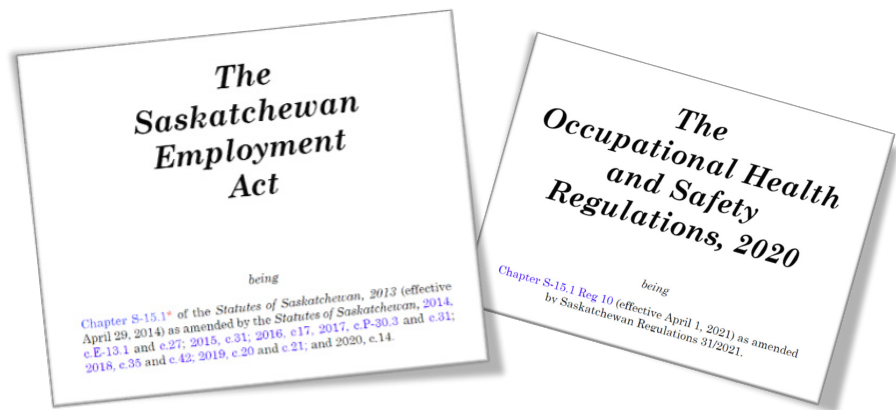 The
Saskatchewan
Employment
Act
being
Chapter S-15.1* of the Statutes of Saskatchewan, 2013 (effective
April 29, 2014) as amended by the Statutes of Saskatchewan, 2014,
c.E-13.1 and c.27; 2015, c.31; 2016, c17, 2017, c.P-30.3 and c.31;
2018, c.35 and c.42; 2019, c.20 and c.21; and 2020, c.14.
The
Occupational Health
and Safety
Regulations, 2020
being
Chapter S-15.1 Reg 10 (effective April 1, 2021) as amended
by Saskatchewan Regulations 31/2021.